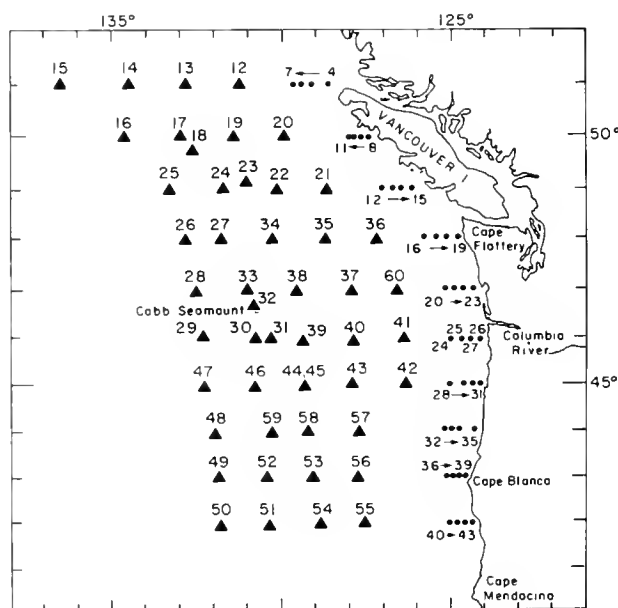 135° 125°
15 14 13 12 7 ← 4
16 17 18 19 20 11 ← 8 50°
VANCOUVER I
25 24 23 22 21 12 → 15
26 27 34 35 36 16 → 19 Cape Flattery
28 33 32 38 37 60 20 → 23
Cobb Seamount
29 30 31 39 40 41 24 25 26 27 Columbia River
47 46 44,45 43 42 28 → 31 45°
48 59 58 57 32 → 35
49 52 53 56 36 → 39 Cape Blanco
50 51 54 55 40 → 43
Cape Mendocino